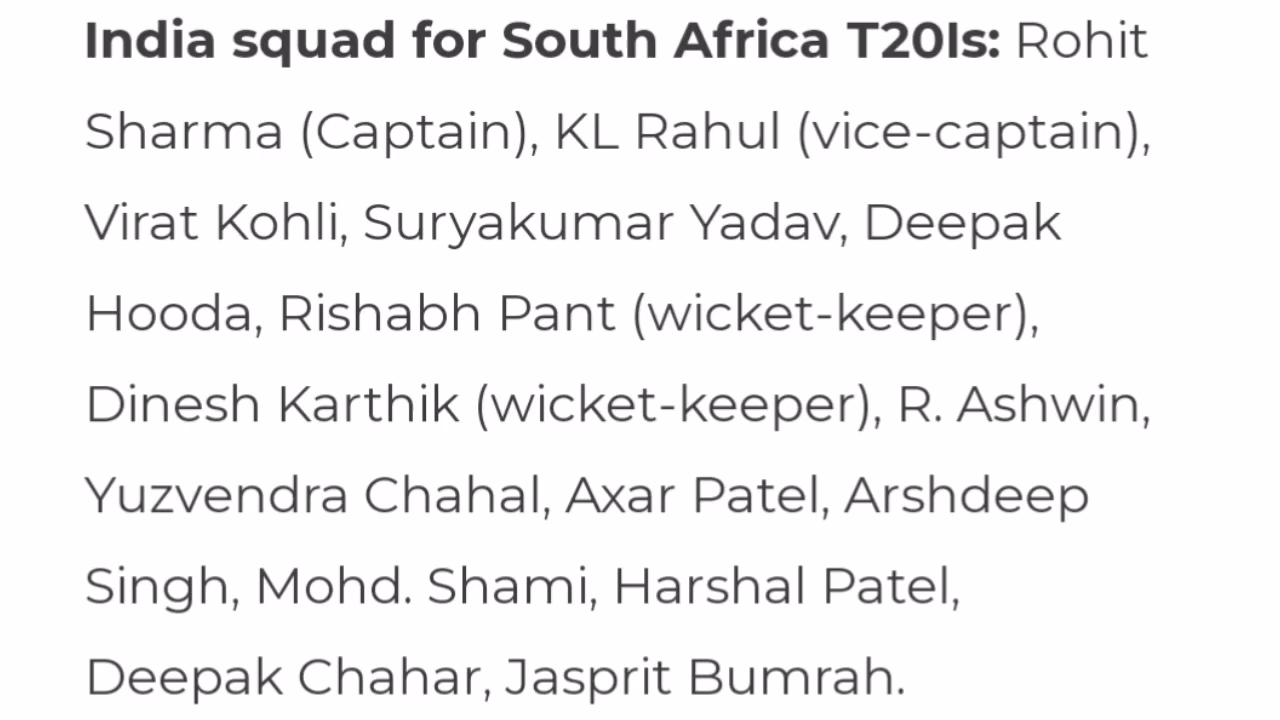 India squad for South Africa T20Is: Rohit
Sharma (Captain), KL Rahul (vice-captain),
Virat Kohli, Suryakumar Yadav, Deepak
Hooda, Rishabh Pant (wicket-keeper),
Dinesh Karthik (wicket-keeper), R. Ashwin,
Yuzvendra Chahal, Axar Patel, Arshdeep
Singh, Mohd. Shami, Harshal Patel,
Deepak Chahar, Jasprit Bumrah.